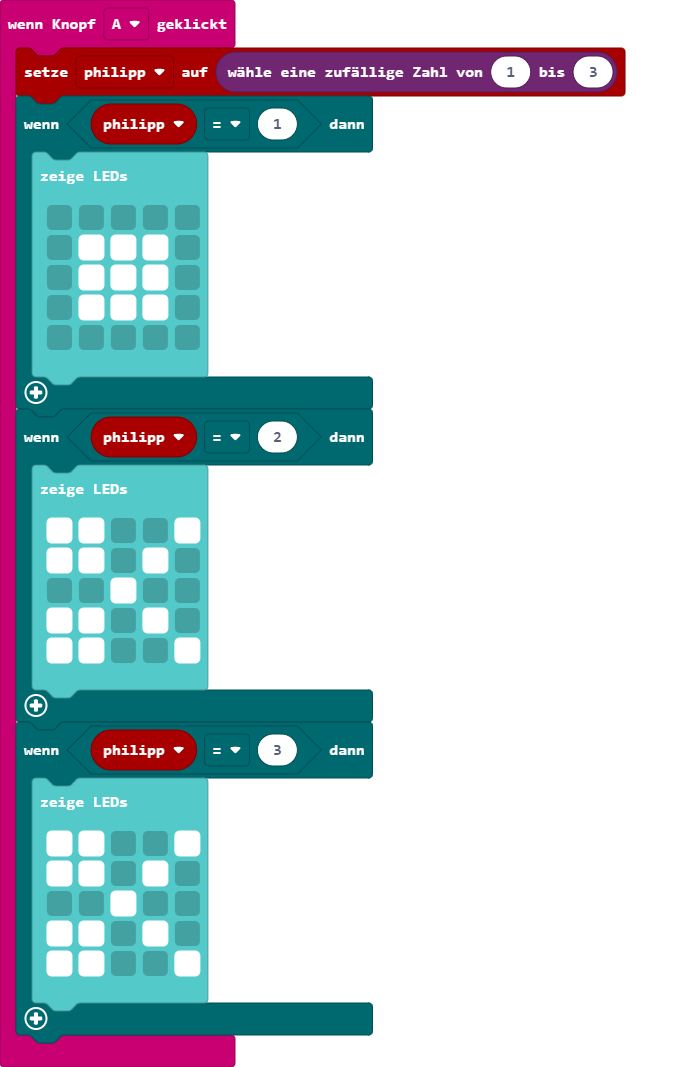 wenn Knopf A geklickt
setze philipp auf wähle eine zufällige Zahl von 1 bis 3
wenn philipp = 1 dann
zeige LEDs
wenn philipp = 2 dann
zeige LEDs
wenn philipp = 3 dann
zeige LEDs